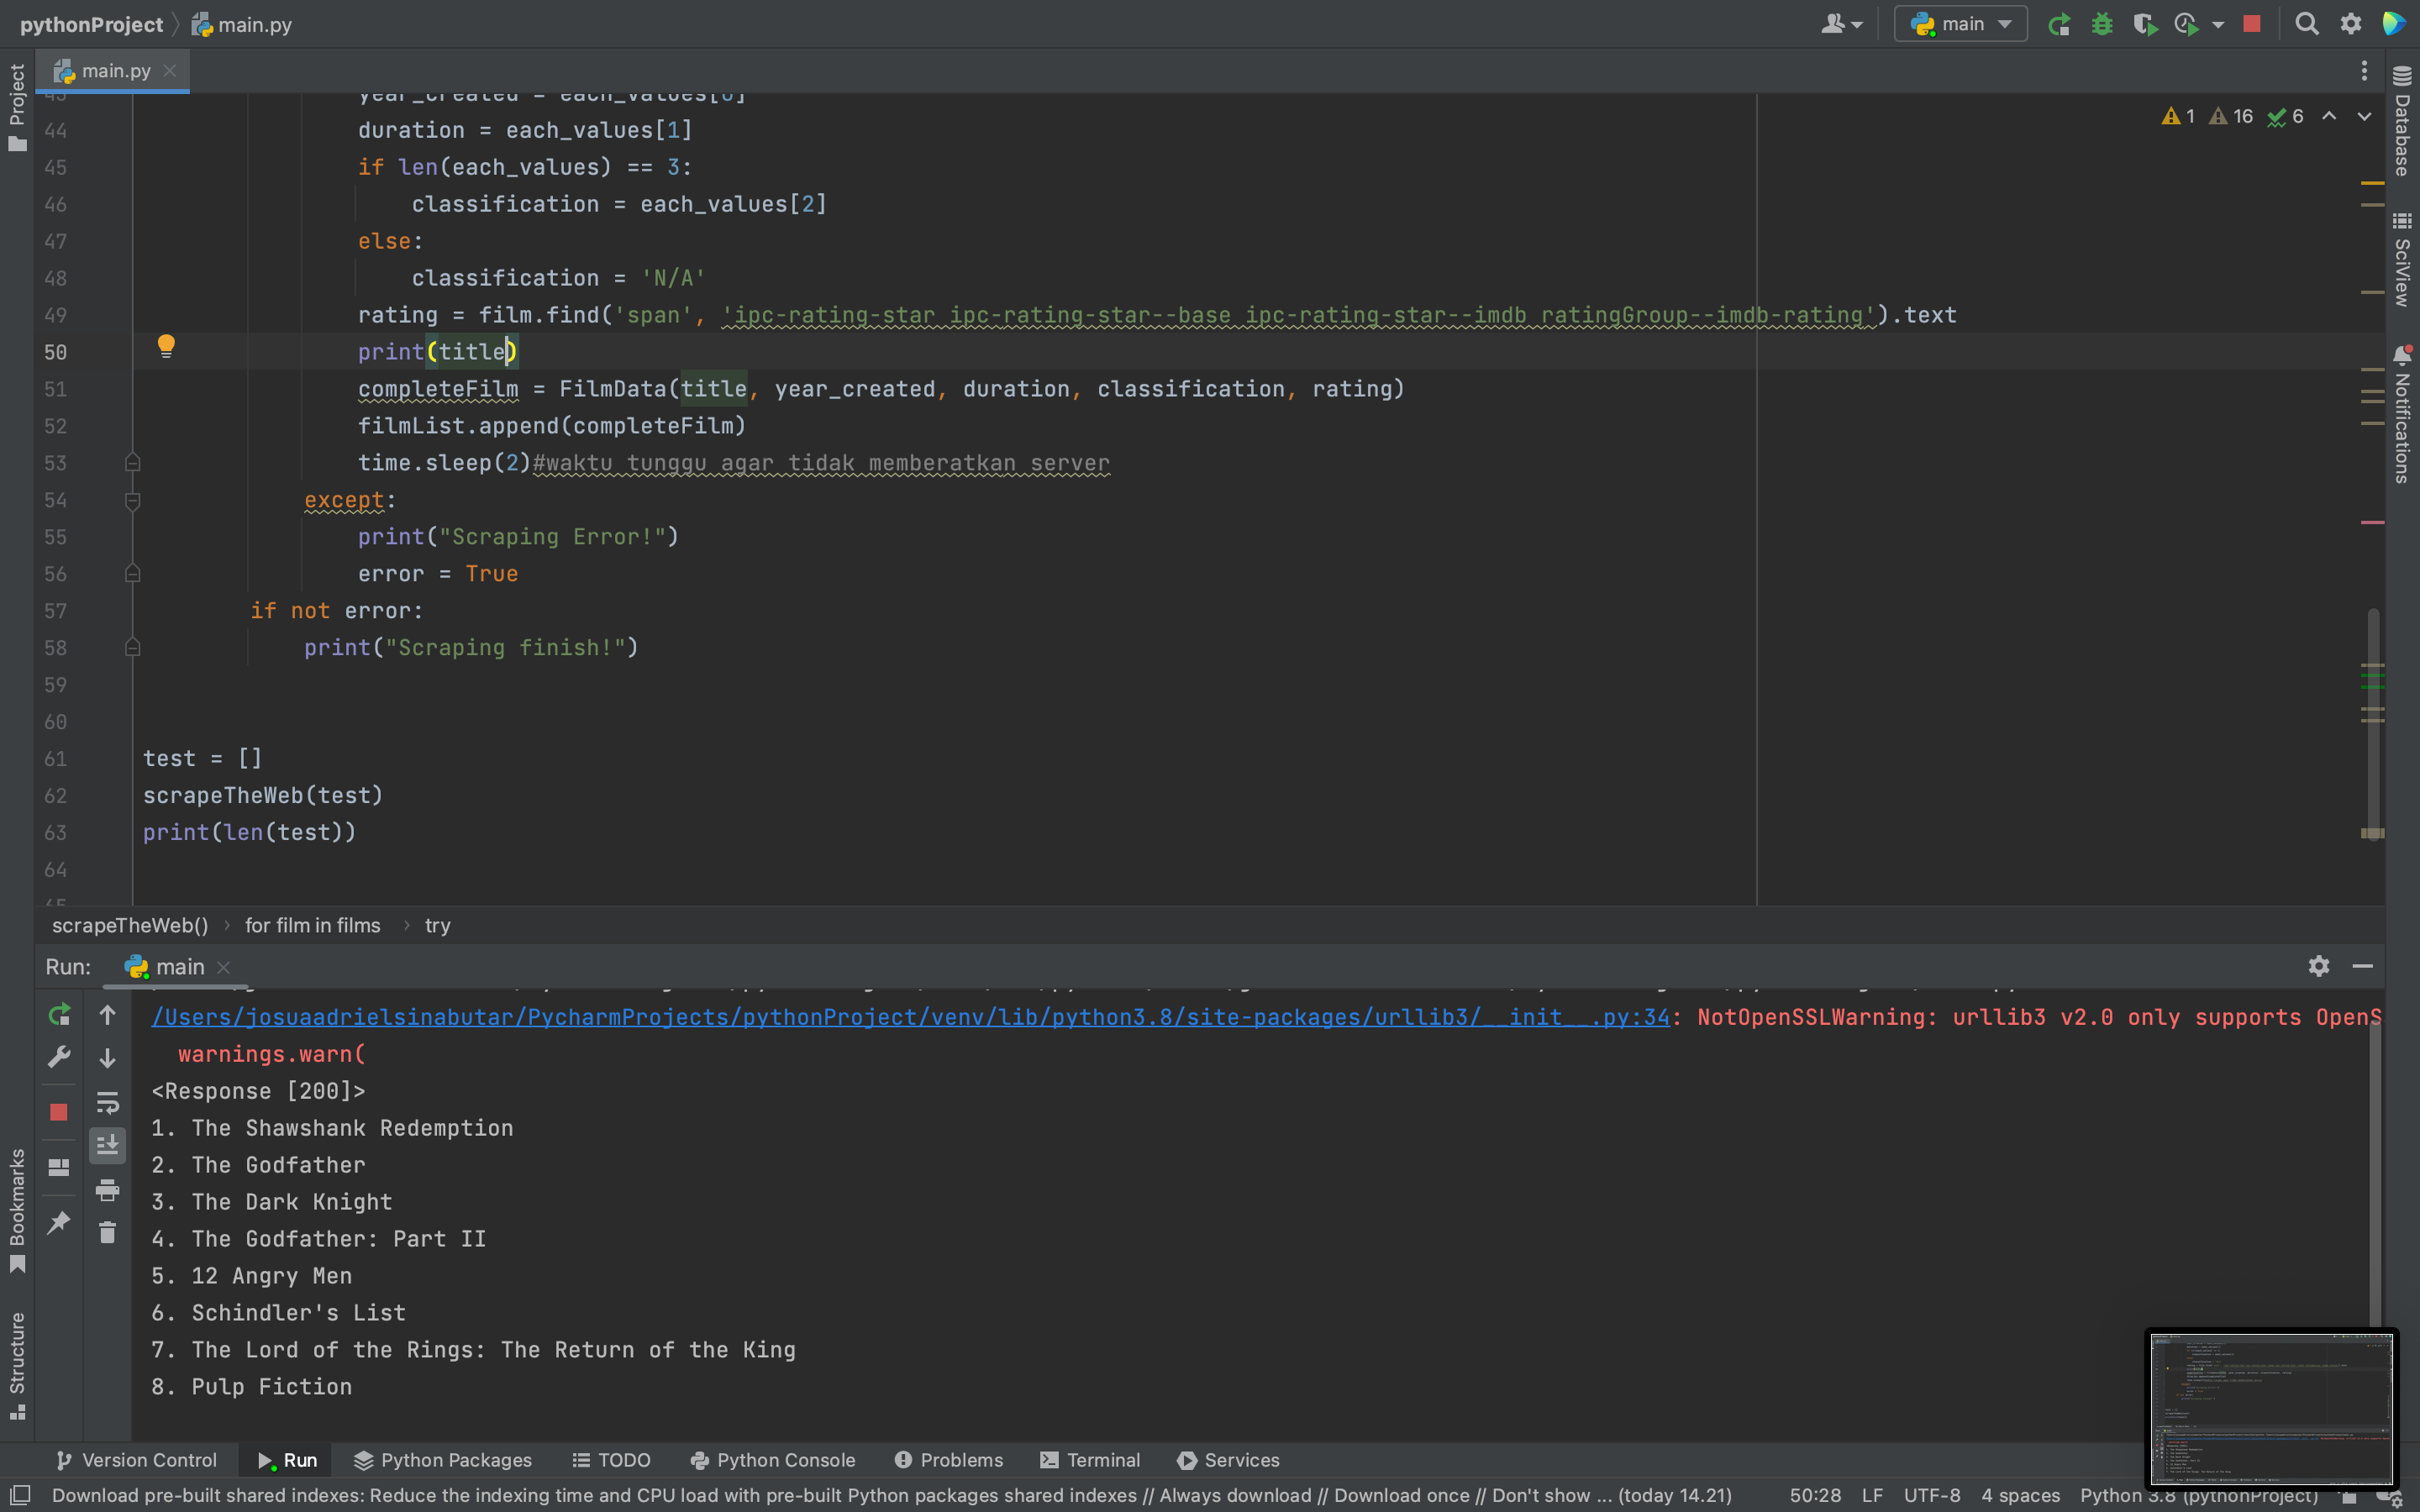 pythonProject
main.py
main
main.py
Project
year_created = each_values[0]
44 duration = each_values[1]
45 if len(each_values) == 3:
46 classification = each_values[2]
47 else:
48 classification = 'N/A'
49 rating = film.find('span', 'ipc-rating-star ipc-rating-star--base ipc-rating-star--imdb ratingGroup--imdb-rating').text
50 print(title)
51 completeFilm = FilmData(title, year_created, duration, classification, rating)
52 filmList.append(completeFilm)
53 time.sleep(2)#waktu tunggu agar tidak memberatkan server
54 except:
55 print("Scraping Error!")
56 error = True
57 if not error:
58 print("Scraping finish!")
59
60
61 test = []
62 scrapeTheWeb(test)
63 print(len(test))
64
65
1 16 6
Database
SciView
Notifications
scrapeTheWeb() for film in films try
Run: main
/Users/josuaadrielsinabutar/PycharmProjects/pythonProject/venv/lib/python3.8/site-packages/urllib3/__init__.py:34: NotOpenSSLWarning: urllib3 v2.0 only supports OpenS
warnings.warn(
<Response [200]>
1. The Shawshank Redemption
2. The Godfather
3. The Dark Knight
4. The Godfather: Part II
5. 12 Angry Men
6. Schindler's List
7. The Lord of the Rings: The Return of the King
8. Pulp Fiction
Bookmarks
Structure
Version Control Run Python Packages TODO Python Console Problems Terminal Services
Download pre-built shared indexes: Reduce the indexing time and CPU load with pre-built Python packages shared indexes // Always download // Download once // Don't show ... (today 14.21) 50:28 LF UTF-8 4 spaces Python 3.8 (pythonProject)